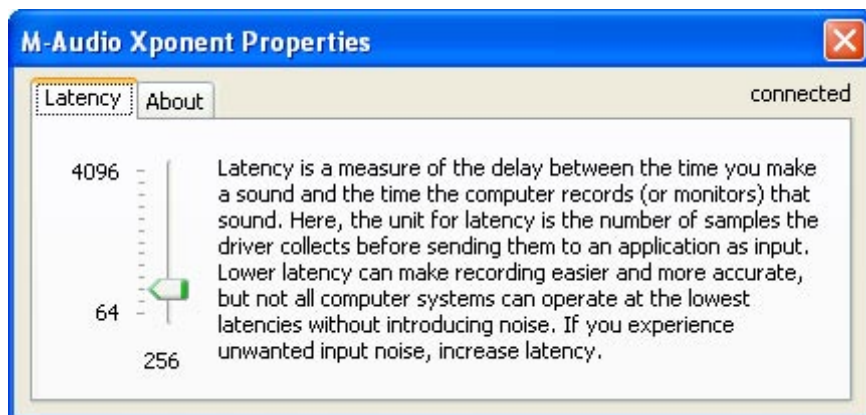 M-Audio Xponent Properties
Latency
About
connected
4096
64
256
Latency is a measure of the delay between the time you make
a sound and the time the computer records (or monitors) that
sound. Here, the unit for latency is the number of samples the
driver collects before sending them to an application as input.
Lower latency can make recording easier and more accurate,
but not all computer systems can operate at the lowest
latencies without introducing noise. If you experience
unwanted input noise, increase latency.